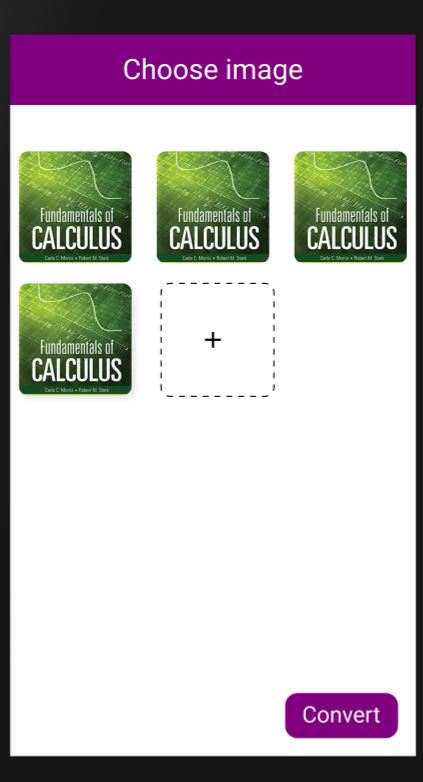 Choose image
Fundamentals of
CALCULUS
Carla C. Morris • Robert M. Stark
Fundamentals of
CALCULUS
Carla C. Morris • Robert M. Stark
Fundamentals of
CALCULUS
Carla C. Morris • Robert M. Stark
Fundamentals of
CALCULUS
Carla C. Morris • Robert M. Stark
+
Convert